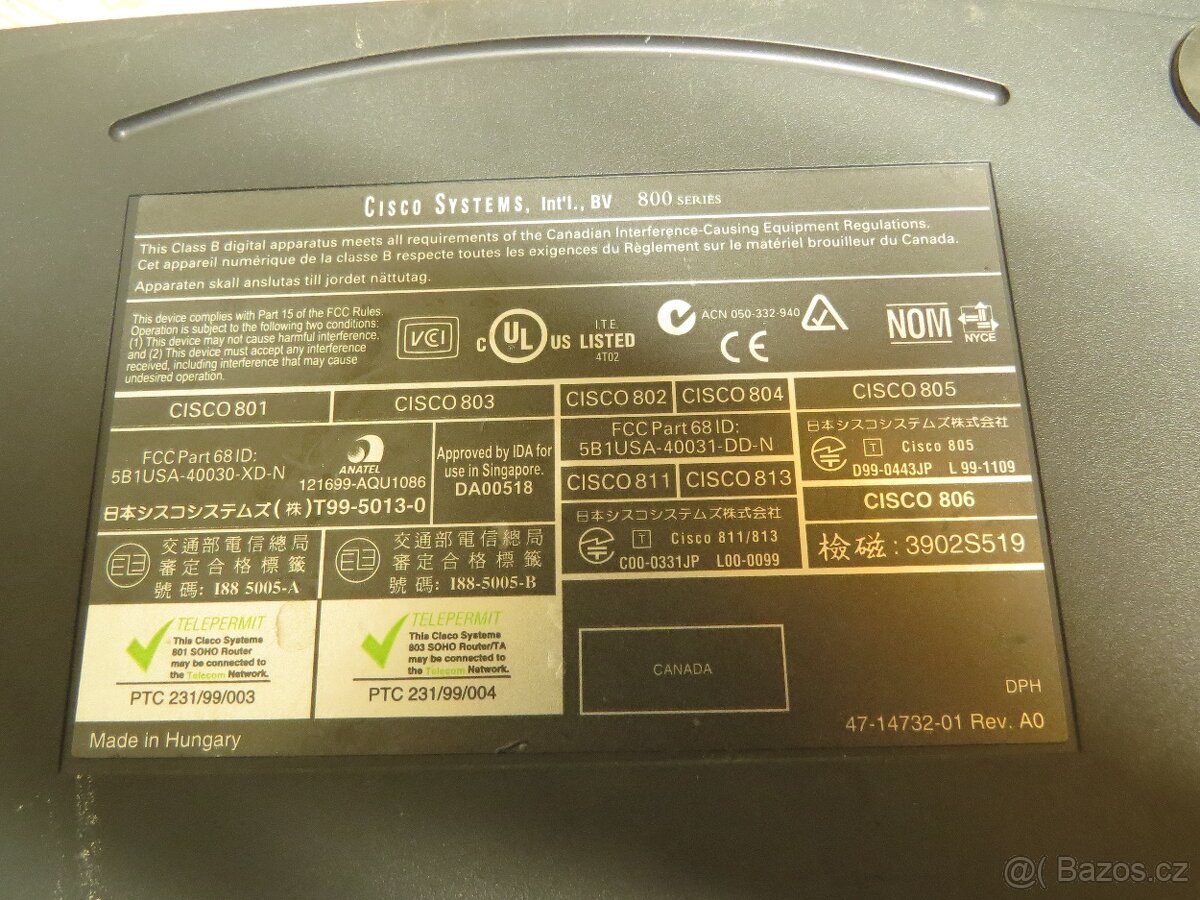 CISCO SYSTEMS, Int'l., BV 800 SERIES
This Class B digital apparatus meets all requirements of the Canadian Interference-Causing Equipment Regulations.
Cet appareil numérique de la classe B respecte toutes les exigences du Règlement sur le matériel brouilleur du Canada.
Apparaten skall anslutas till jordet nättutag.
This device complies with Part 15 of the FCC Rules.
Operation is subject to the following two conditions:
(1) This device may not cause harmful interference,
and (2) This device must accept any interference
received, including interference that may cause
undesired operation.
VCI
C UL US
I.T.E.
LISTED
4T02
ACN 050-332-940
CE
NOM
NYCE
CISCO 801
CISCO 803
FCC Part 68 ID:
5B1USA-40030-XD-N
ANATEL
121699-AQU1086
日本シスコシステムズ(株)T99-5013-0
Approved by IDA for
use in Singapore.
DA00518
交通部電信總局
審定合格標籤
號碼: I88 5005-A
交通部電信總局
審定合格標籤
號碼: I88-5005-B
TELEPERMIT
This Cisco Systems
801 SOHO Router
may be connected to
the Telecom Network.
PTC 231/99/003
TELEPERMIT
This Cisco Systems
803 SOHO Router/TA
may be connected to
the Telecom Network.
PTC 231/99/004
Made in Hungary
CISCO 802
CISCO 804
FCC Part 68 ID:
5B1USA-40031-DD-N
CISCO 811
CISCO 813
日本シスコシステムズ株式会社
T Cisco 811/813
C00-0331JP L00-0099
CISCO 805
日本シスコシステムズ株式会社
T Cisco 805
D99-0443JP L 99-1109
CISCO 806
檢磁: 3902S519
CANADA
DPH
47-14732-01 Rev. A0
@( Bazos.cz